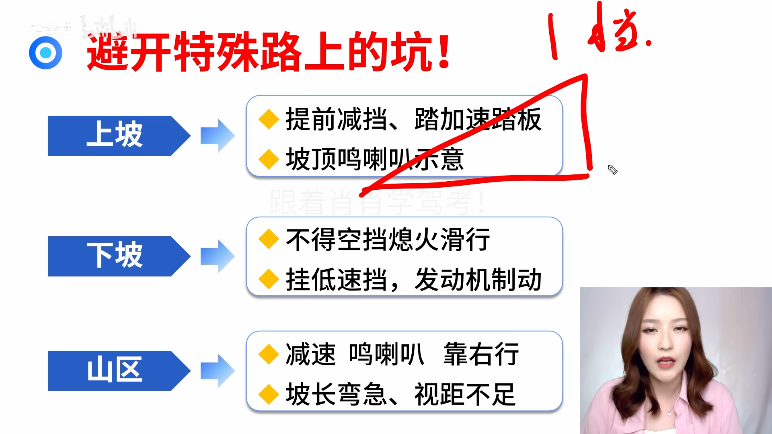 避开特殊路上的坑！
1挡.
上坡
◆ 提前减挡、踏加速踏板
◆ 坡顶鸣喇叭示意
跟着肖肖学驾考！
下坡
◆ 不得空挡熄火滑行
◆ 挂低速挡，发动机制动
山区
◆ 减速 鸣喇叭 靠右行
◆ 坡长弯急、视距不足